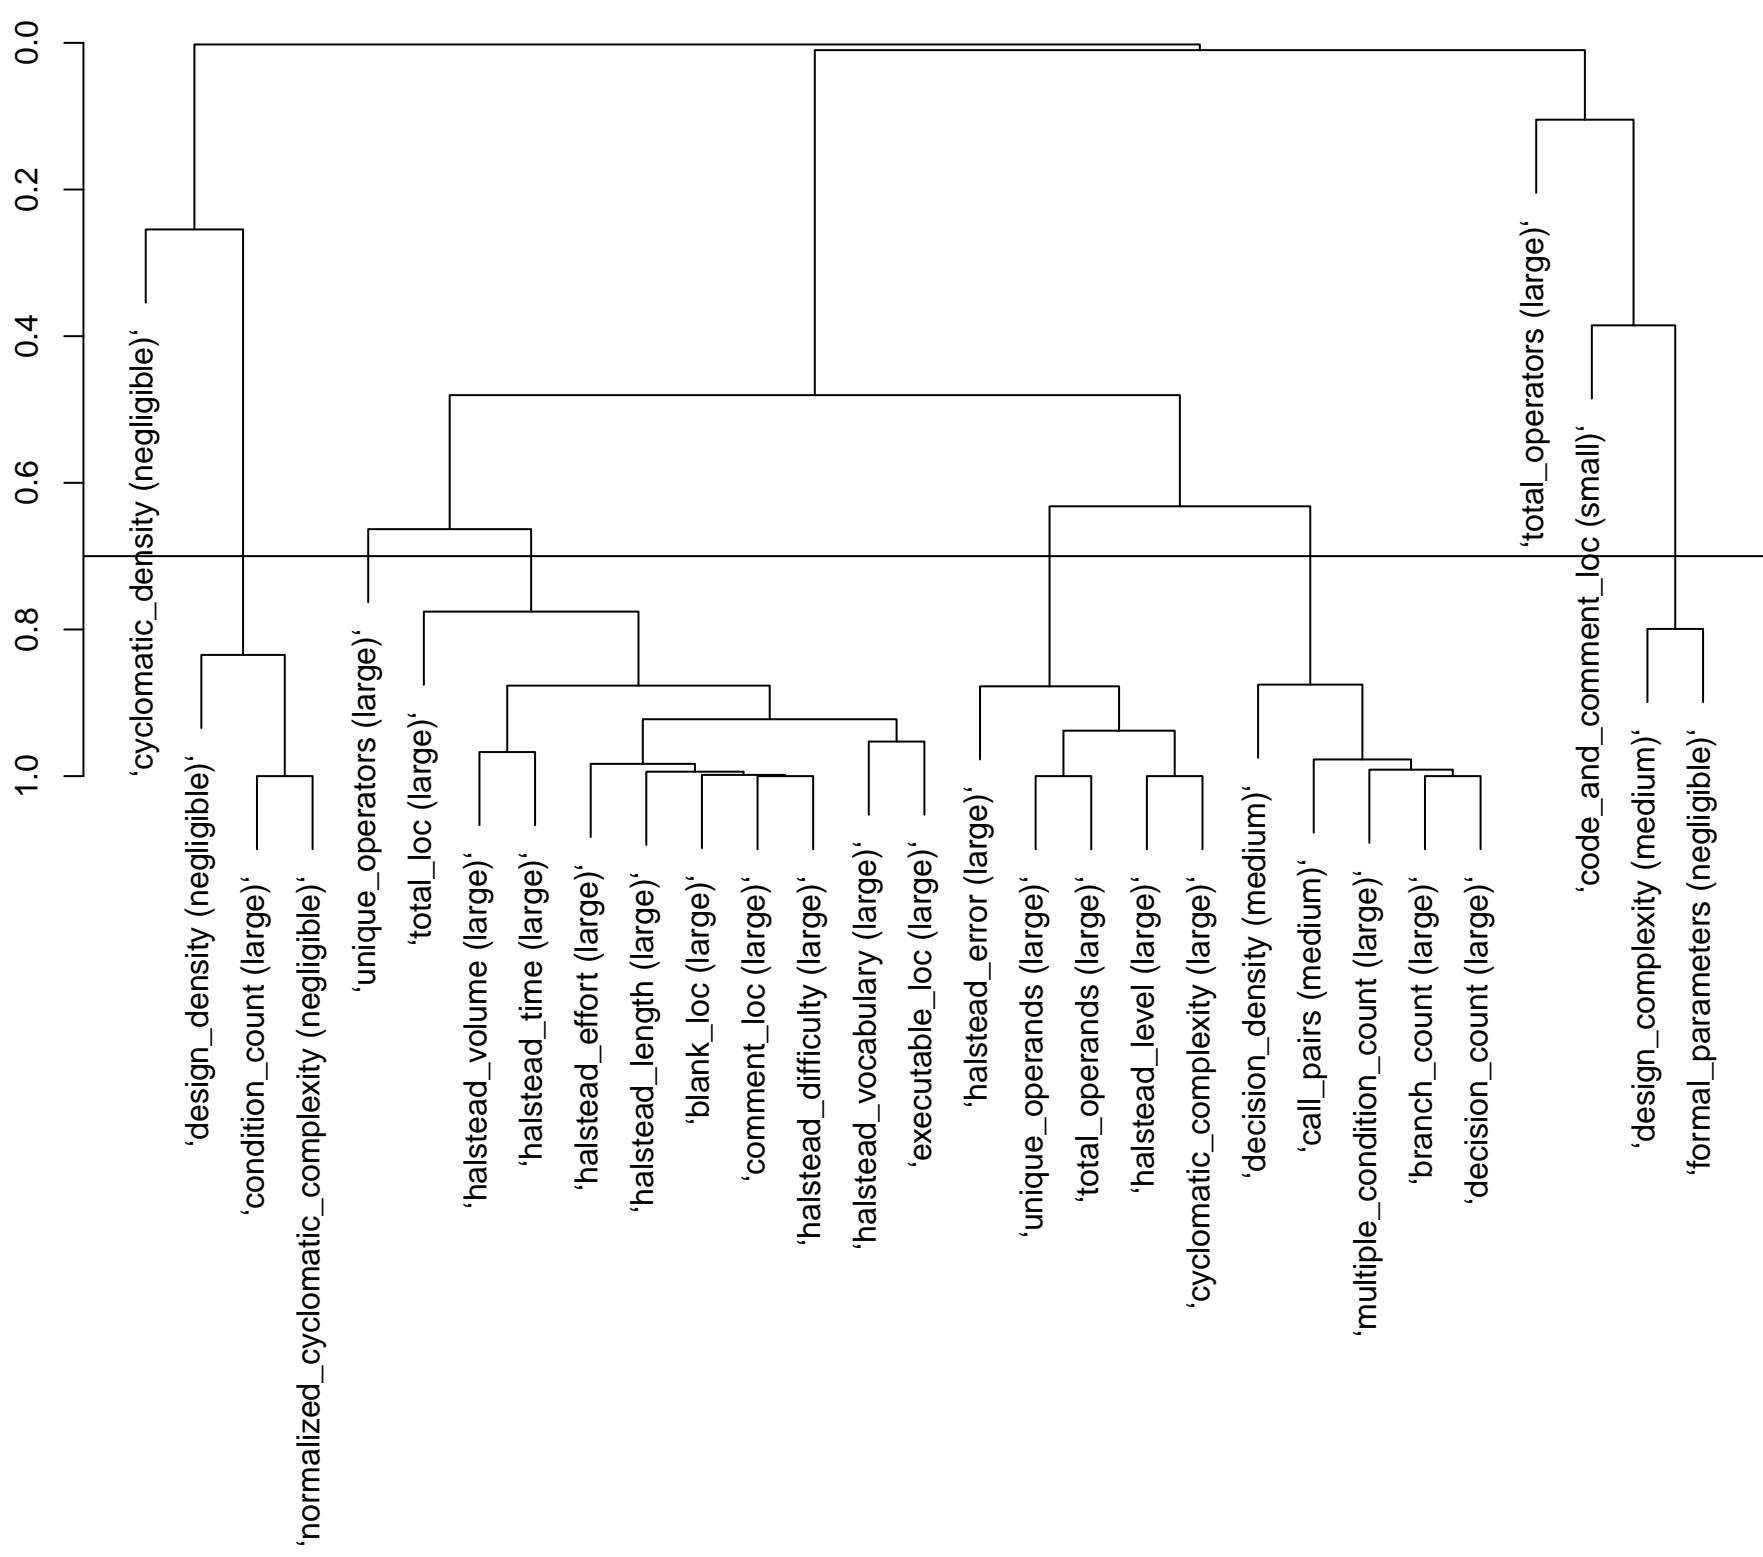 0.0
0.2
0.4
0.6
0.8
1.0
‘cyclomatic_density (negligible)‘
‘design_density (negligible)‘
‘condition_count (large)‘
‘normalized_cyclomatic_complexity (negligible)‘
‘unique_operators (large)‘
‘total_loc (large)‘
‘halstead_volume (large)‘
‘halstead_time (large)‘
‘halstead_effort (large)‘
‘halstead_length (large)‘
‘blank_loc (large)‘
‘comment_loc (large)‘
‘halstead_difficulty (large)‘
‘halstead_vocabulary (large)‘
‘executable_loc (large)‘
‘halstead_error (large)‘
‘unique_operands (large)‘
‘total_operands (large)‘
‘halstead_level (large)‘
‘cyclomatic_complexity (large)‘
‘decision_density (medium)‘
‘call_pairs (medium)‘
‘multiple_condition_count (large)‘
‘branch_count (large)‘
‘decision_count (large)‘
‘total_operators (large)‘
‘code_and_comment_loc (small)‘
‘design_complexity (medium)‘
‘formal_parameters (negligible)‘